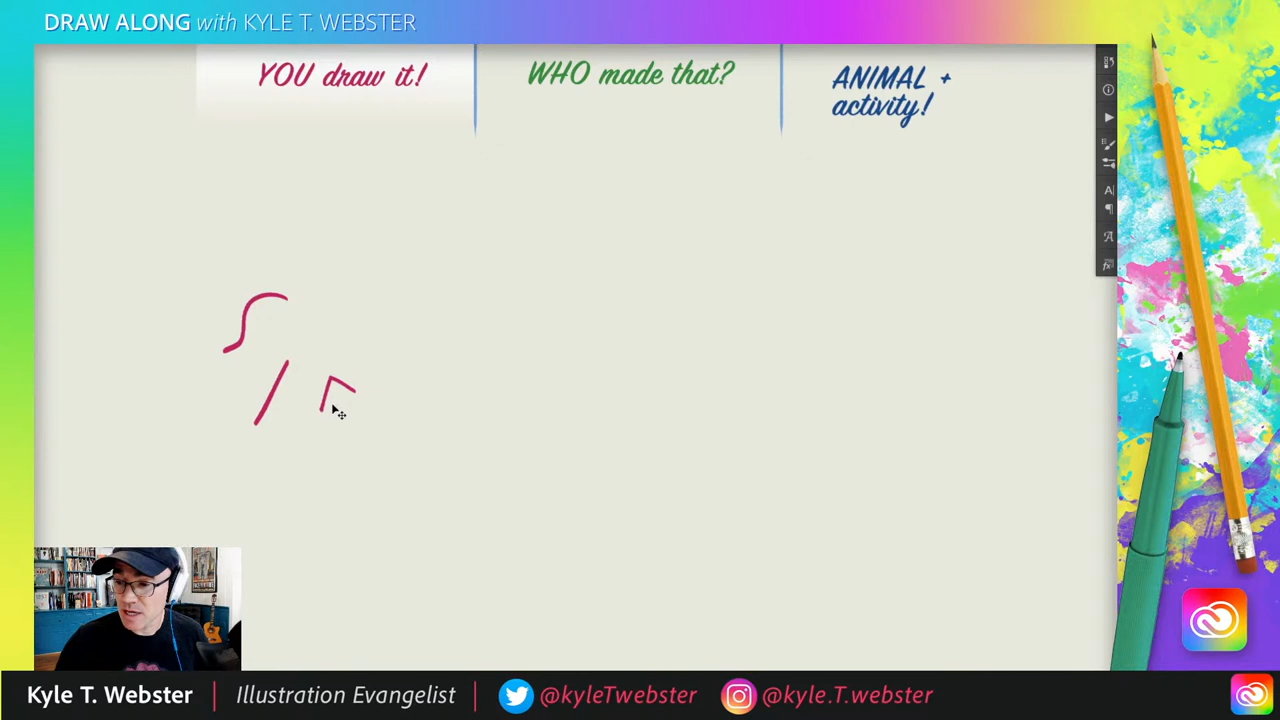 DRAW ALONG with KYLE T. WEBSTER
YOU draw it!
WHO made that?
ANIMAL +
activity!
Kyle T. Webster | Illustration Evangelist | @kyleTwebster @kyle.T.webster